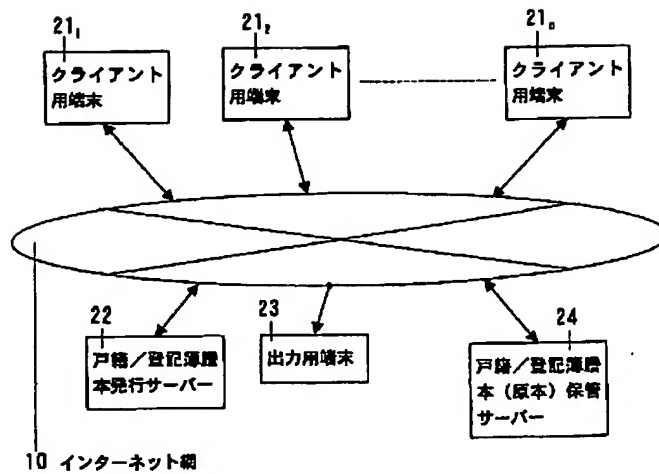 21₁
クライアント
用端末
21₂
クライアント
用端末
21ₙ
クライアント
用端末
22
戸籍/登記簿謄
本発行サーバー
23
出力用端末
24
戸籍/登記簿謄
本(原本)保管
サーバー
10 インターネット網